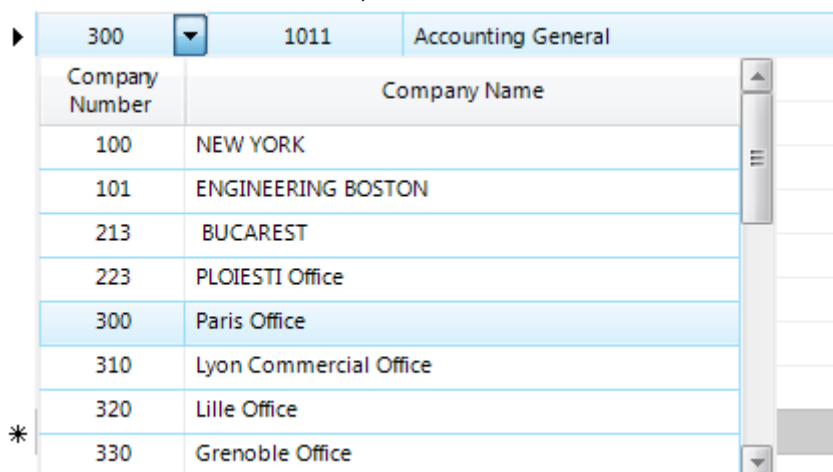 300 1011 Accounting General
Company Number Company Name
100 NEW YORK
101 ENGINEERING BOSTON
213 BUCAREST
223 PLOIESTI Office
300 Paris Office
310 Lyon Commercial Office
320 Lille Office
330 Grenoble Office